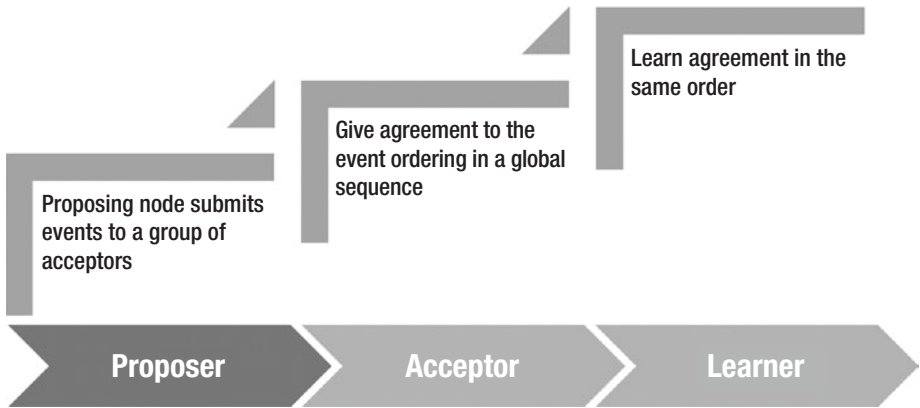 Learn agreement in the
same order
Give agreement to the
event ordering in a global
sequence
Proposing node submits
events to a group of
acceptors
Proposer
Acceptor
Learner